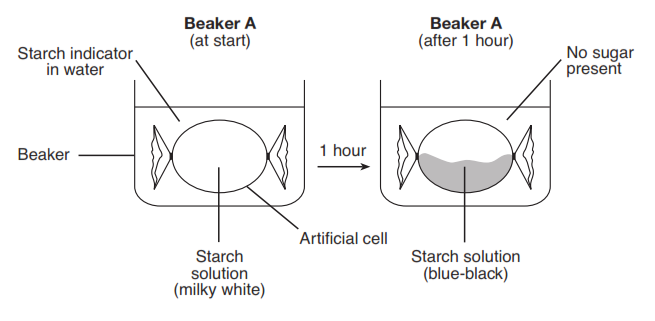 Beaker A
(at start)
Starch indicator
in water
Beaker
Artificial cell
Starch
solution
(milky white)
1 hour
Beaker A
(after 1 hour)
No sugar
present
Starch solution
(blue-black)